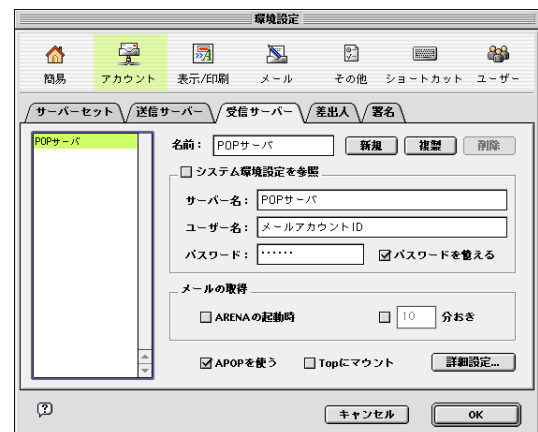 環境設定
簡易 アカウント 表示/印刷 メール その他 ショートカット ユーザー
サーバーセット 送信サーバー 受信サーバー 差出人 署名
POPサーバ
名前： POPサーバ 新規 複製 削除
システム環境設定を参照
サーバー名： POPサーバ
ユーザー名： メールアカウントID
パスワード： ······ パスワードを覚える
メールの取得
ARENAの起動時 10 分おき
APOPを使う Topにマウント 詳細設定...
キャンセル OK